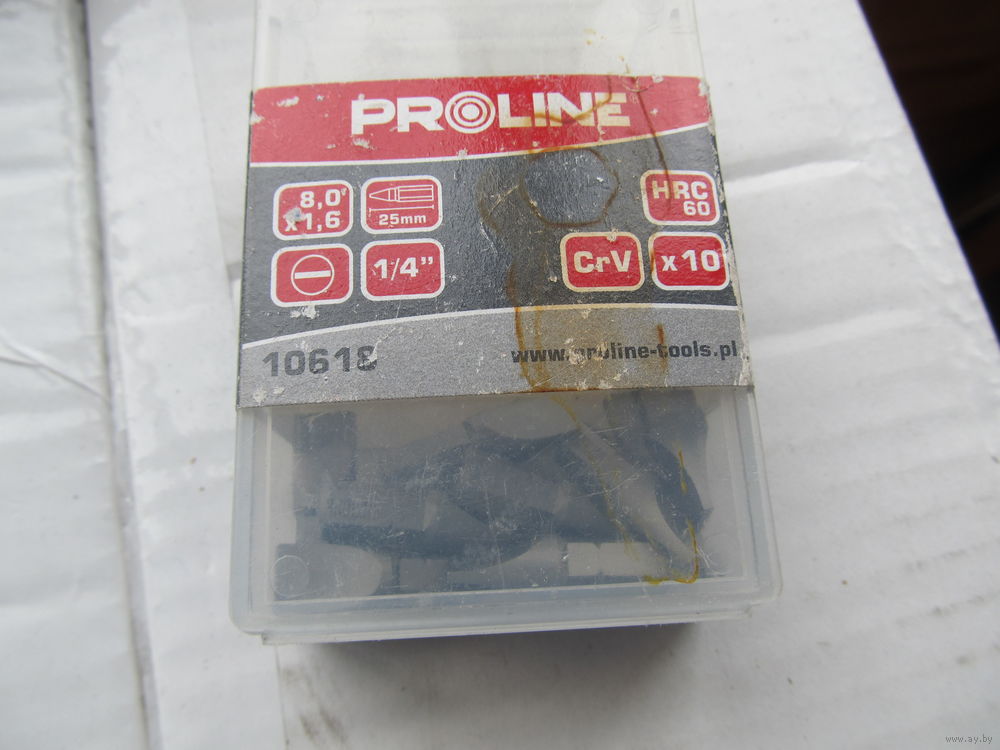 PROLINE
8,0
x1,6
25mm
HRC
60
1/4"
CrV
x 10
10618
www.proline-tools.pl
www.ay.by